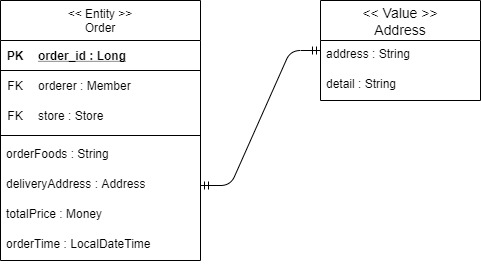 << Entity >>
Order
PK order_id : Long
FK orderer : Member
FK store : Store
orderFoods : String
deliveryAddress : Address
totalPrice : Money
orderTime : LocalDateTime
<< Value >>
Address
address : String
detail : String